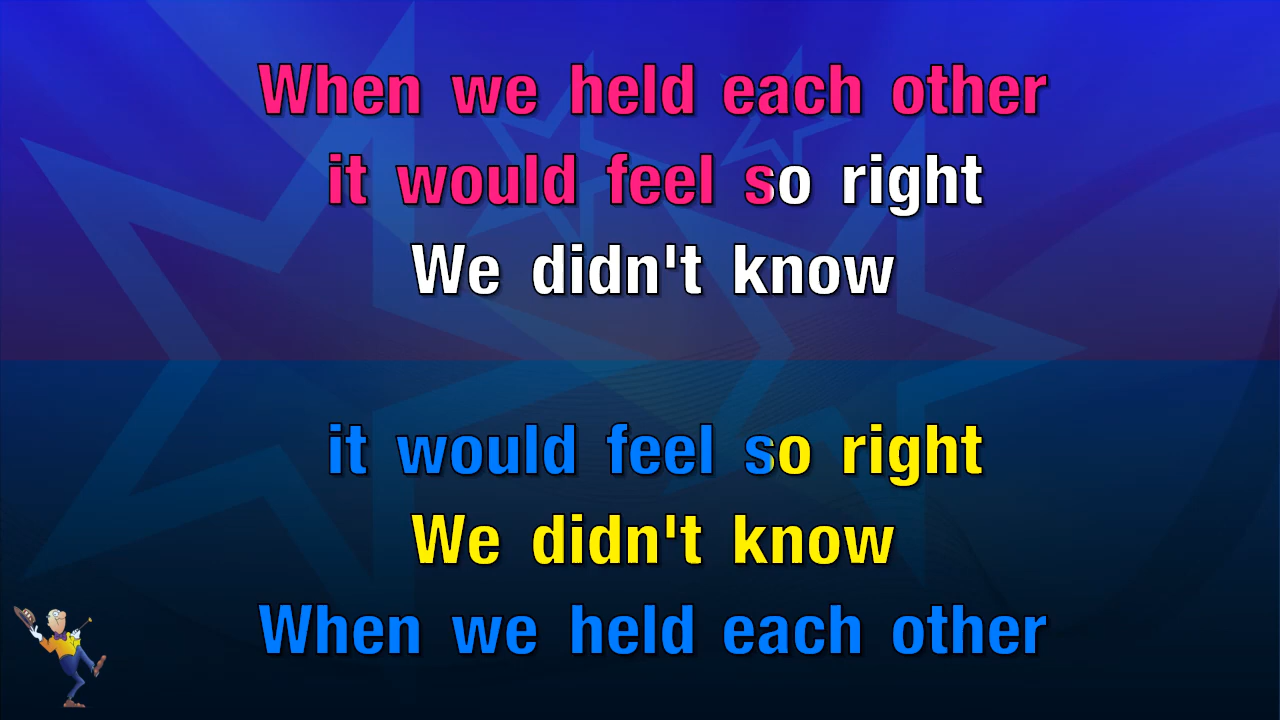 When we held each other
it would feel so right
We didn't know
it would feel so right
We didn't know
When we held each other